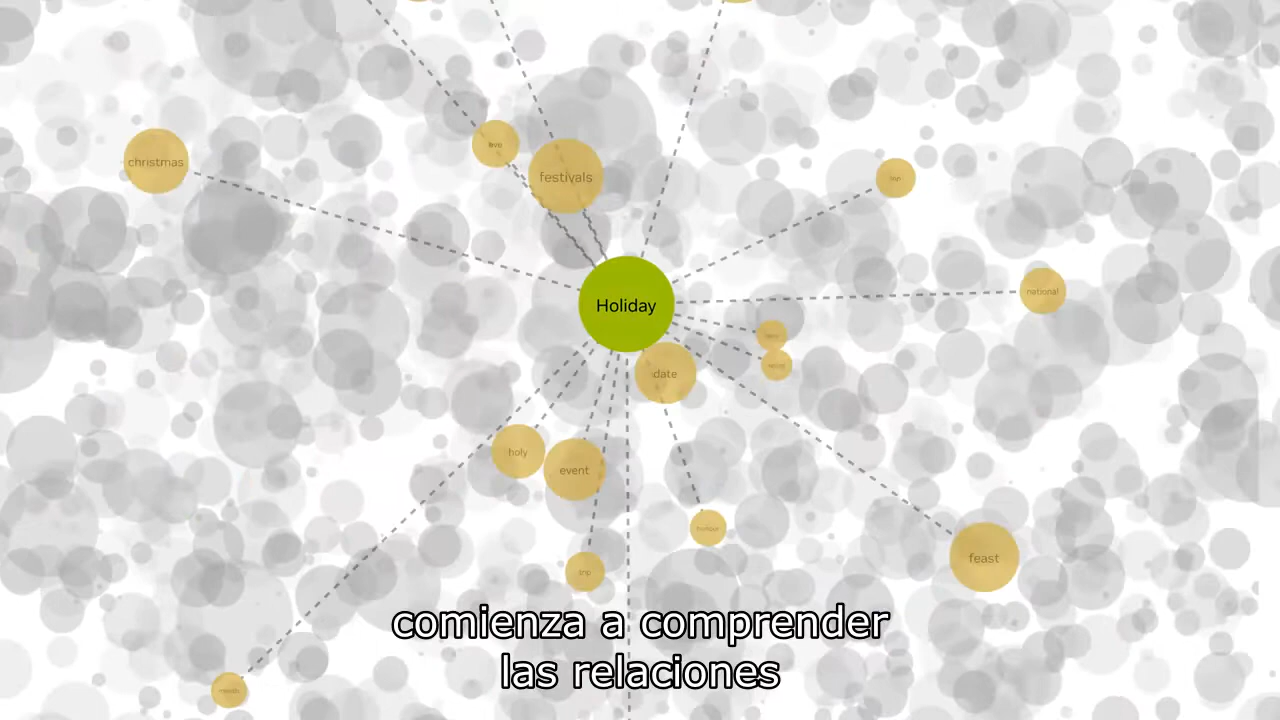 christmas
festivals
national
Holiday
date
holy
event
feast
comienza a comprender
las relaciones